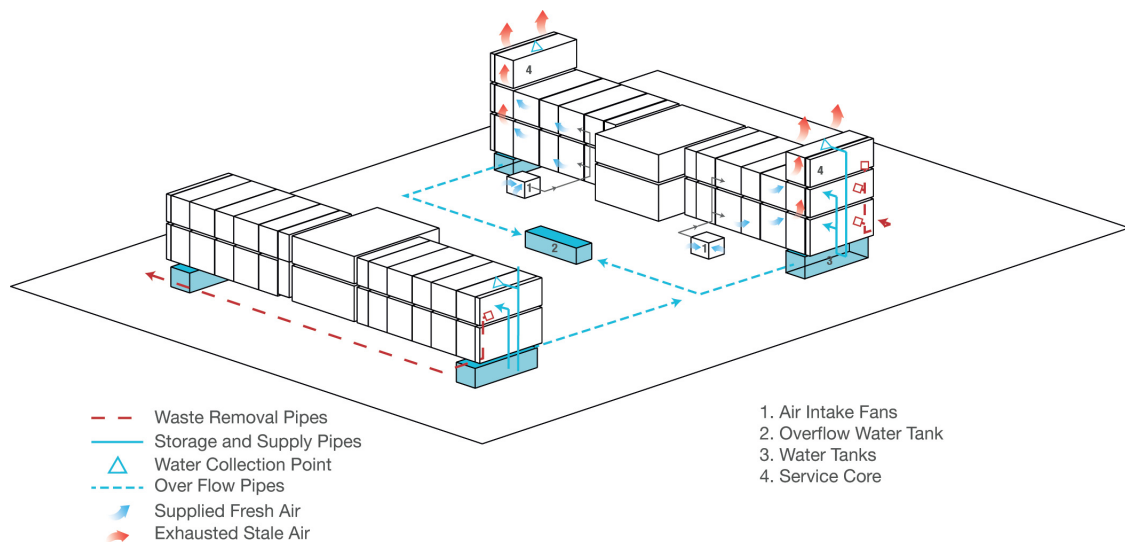 4
4
1
2
1
3
Waste Removal Pipes
Storage and Supply Pipes
Water Collection Point
Over Flow Pipes
Supplied Fresh Air
Exhausted Stale Air
1. Air Intake Fans
2. Overflow Water Tank
3. Water Tanks
4. Service Core